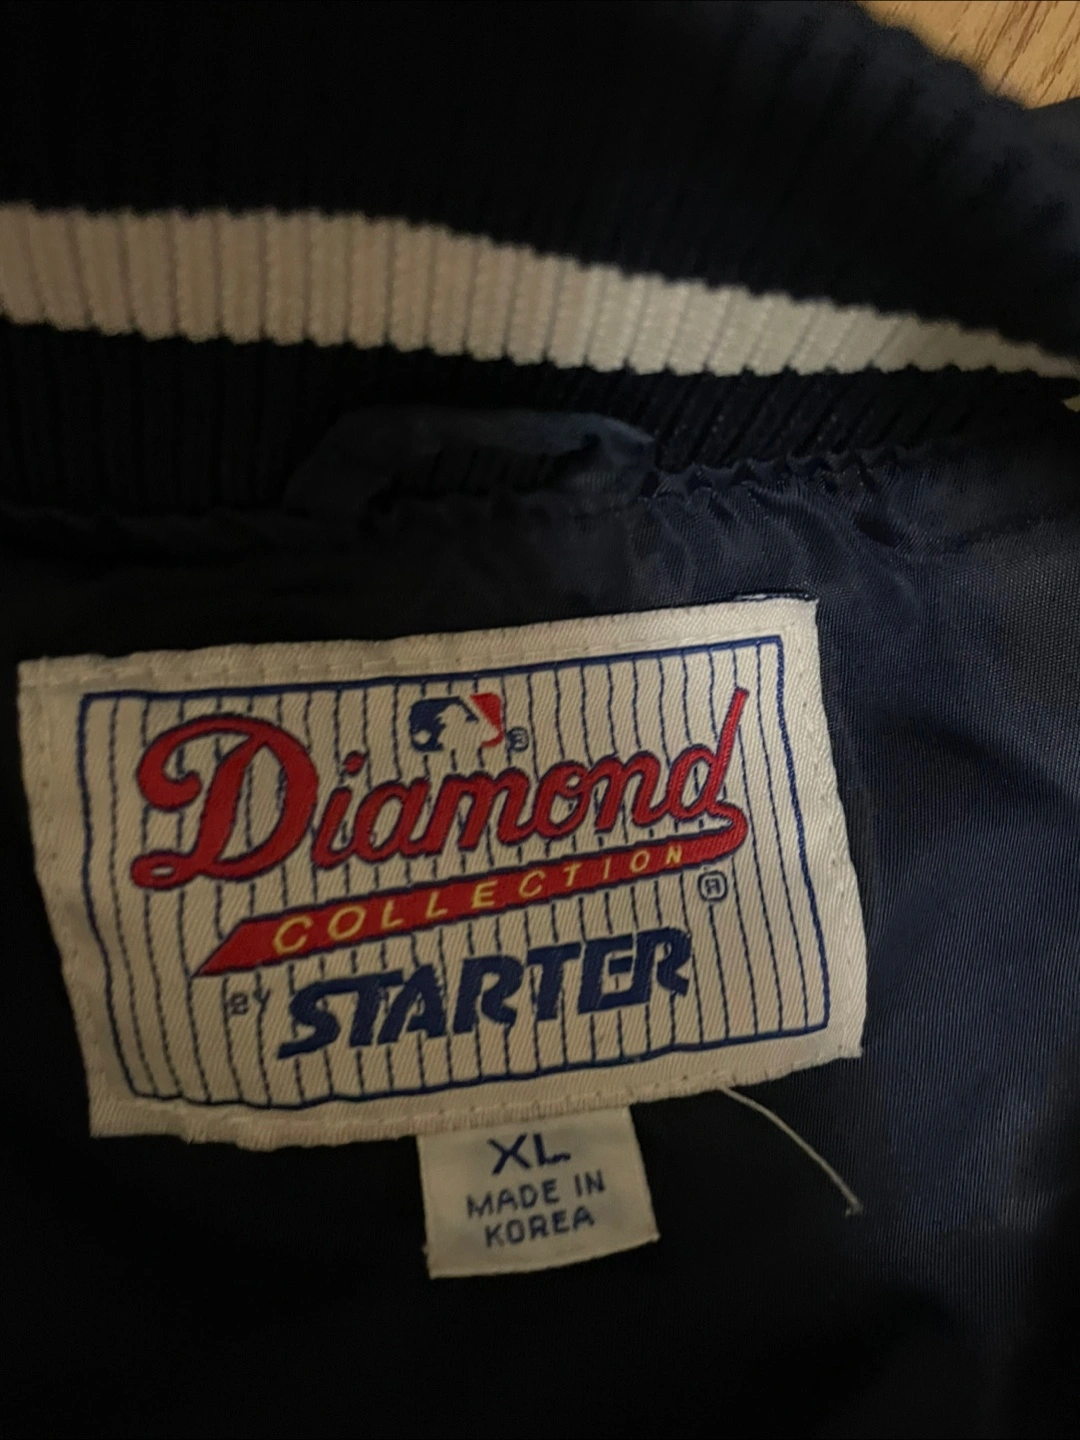 Diamond ®
COLLECTION ®
BY STARTER
XL
MADE IN
KOREA